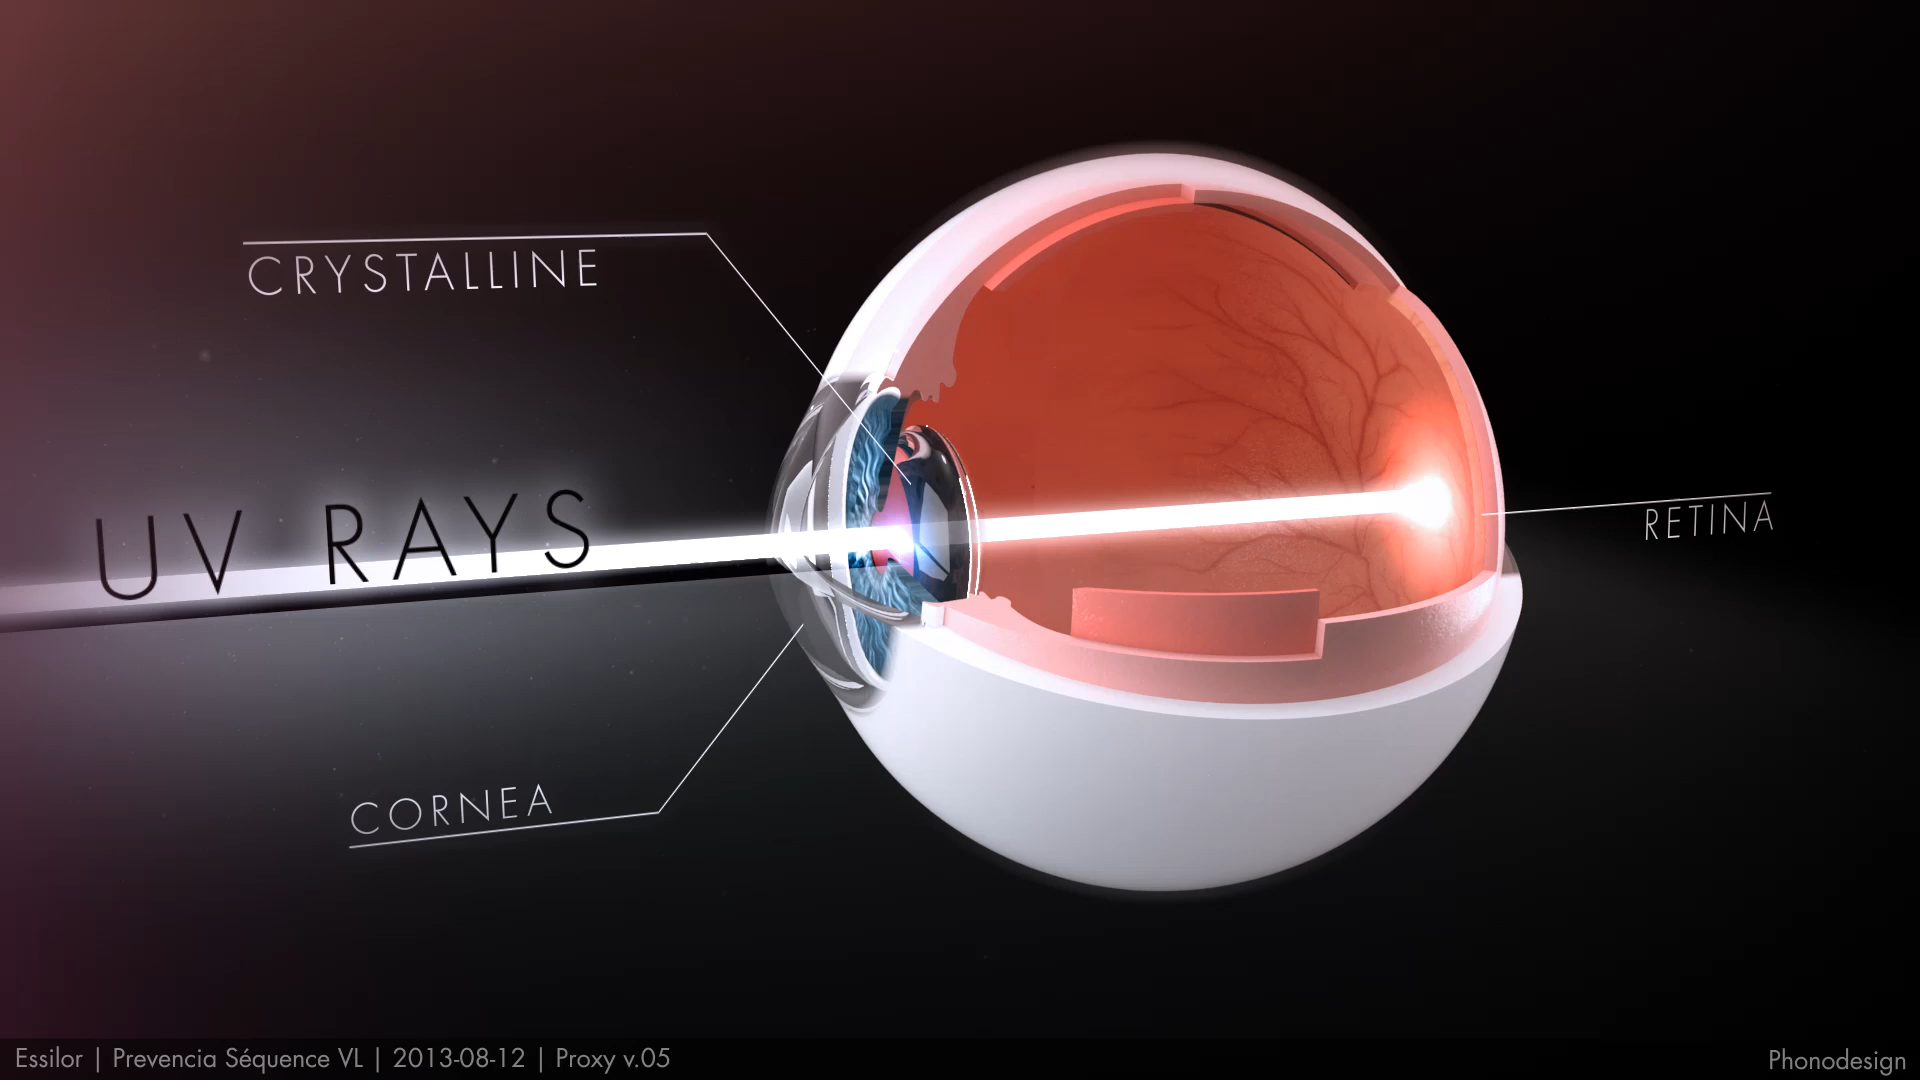 CRYSTALLINE
UV RAYS
RETINA
CORNEA
Essilor | Prevencia Séquence VL | 2013-08-12 | Proxy v.05
Phonodesign